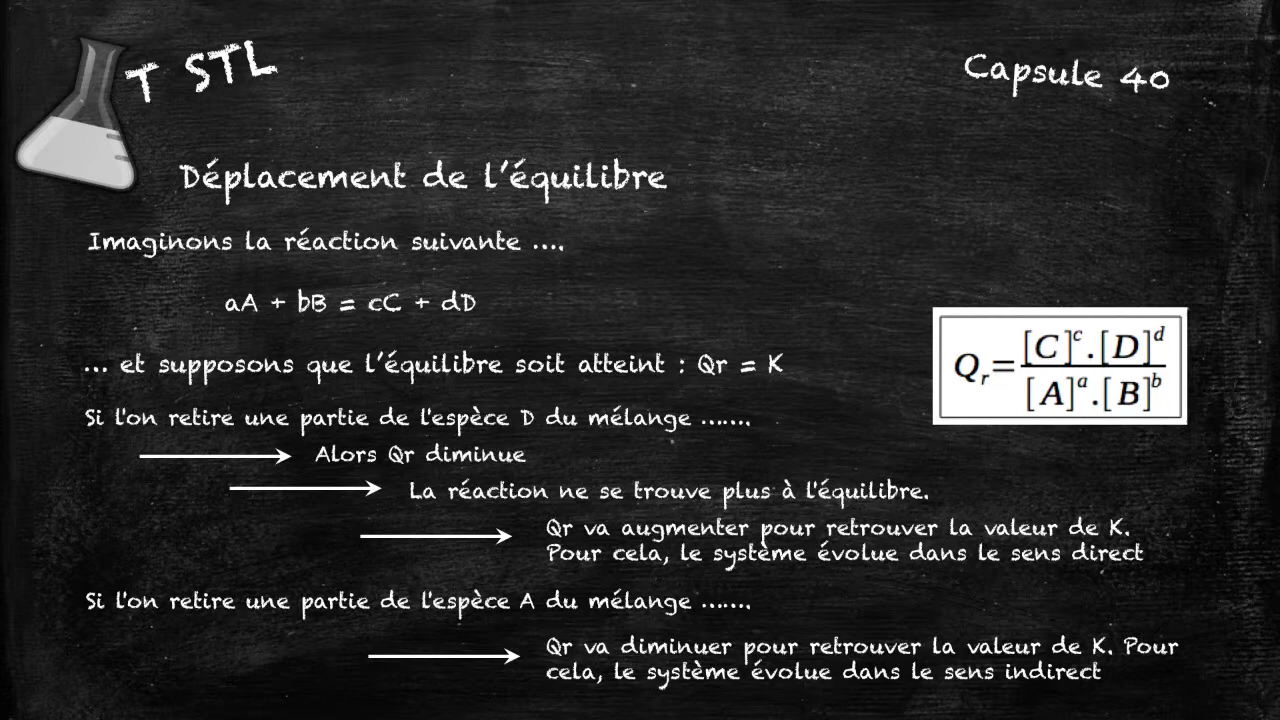 T STL
Capsule 40
Déplacement de l'équilibre
Imaginons la réaction suivante ....
aA + bB = cC + dD
... et supposons que l'équilibre soit atteint : Qr = K
Q_r = [C]^c.[D]^d / [A]^a.[B]^b
Si l'on retire une partie de l'espèce D du mélange .......
Alors Qr diminue
La réaction ne se trouve plus à l'équilibre.
Qr va augmenter pour retrouver la valeur de K.
Pour cela, le système évolue dans le sens direct
Si l'on retire une partie de l'espèce A du mélange .......
Qr va diminuer pour retrouver la valeur de K. Pour
cela, le système évolue dans le sens indirect